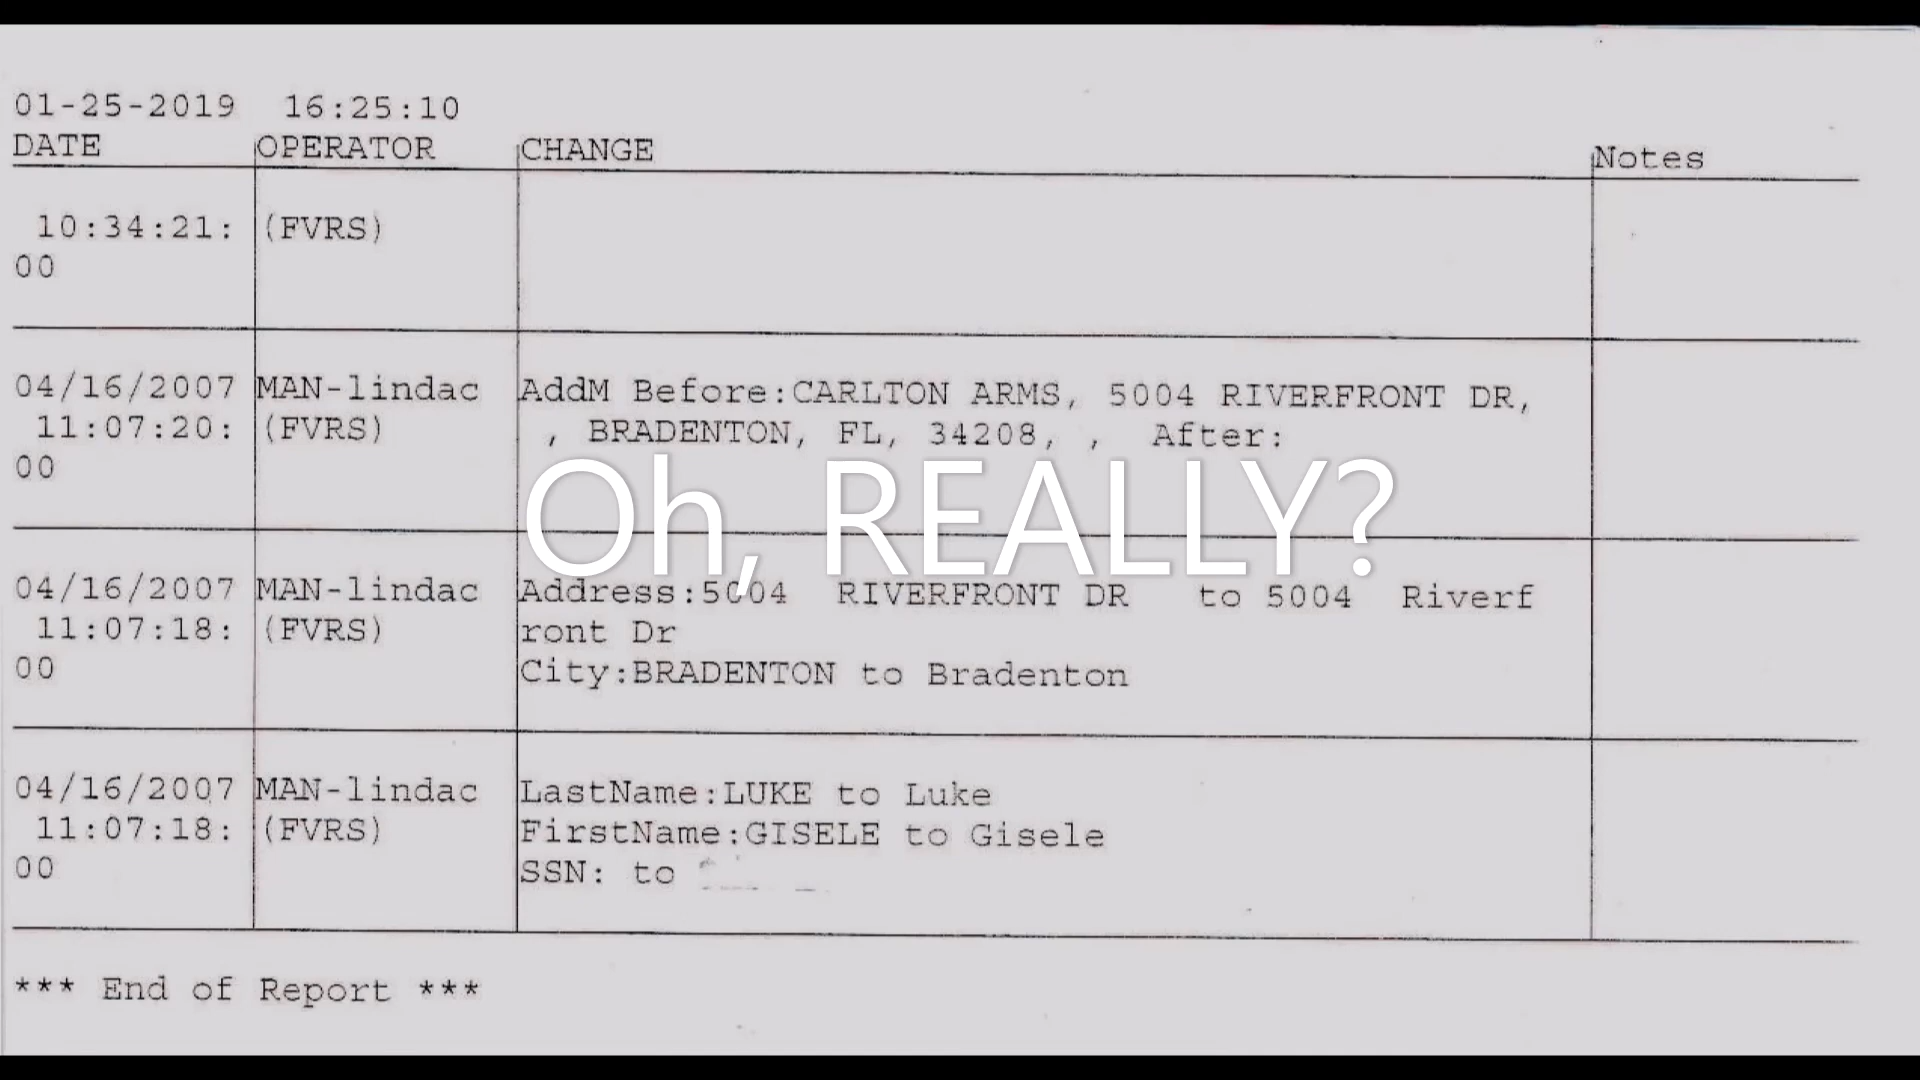 01-25-2019 16:25:10
DATE OPERATOR CHANGE Notes
10:34:21: (FVRS)
00
04/16/2007 MAN-lindac AddM Before:CARLTON ARMS, 5004 RIVERFRONT DR,
11:07:20: (FVRS) , BRADENTON, FL, 34208, , After:
00
Oh, REALLY?
04/16/2007 MAN-lindac Address:5004 RIVERFRONT DR to 5004 Riverf
11:07:18: (FVRS) ront Dr
00 City:BRADENTON to Bradenton
04/16/2007 MAN-lindac LastName:LUKE to Luke
11:07:18: (FVRS) FirstName:GISELE to Gisele
00 SSN: to
*** End of Report ***